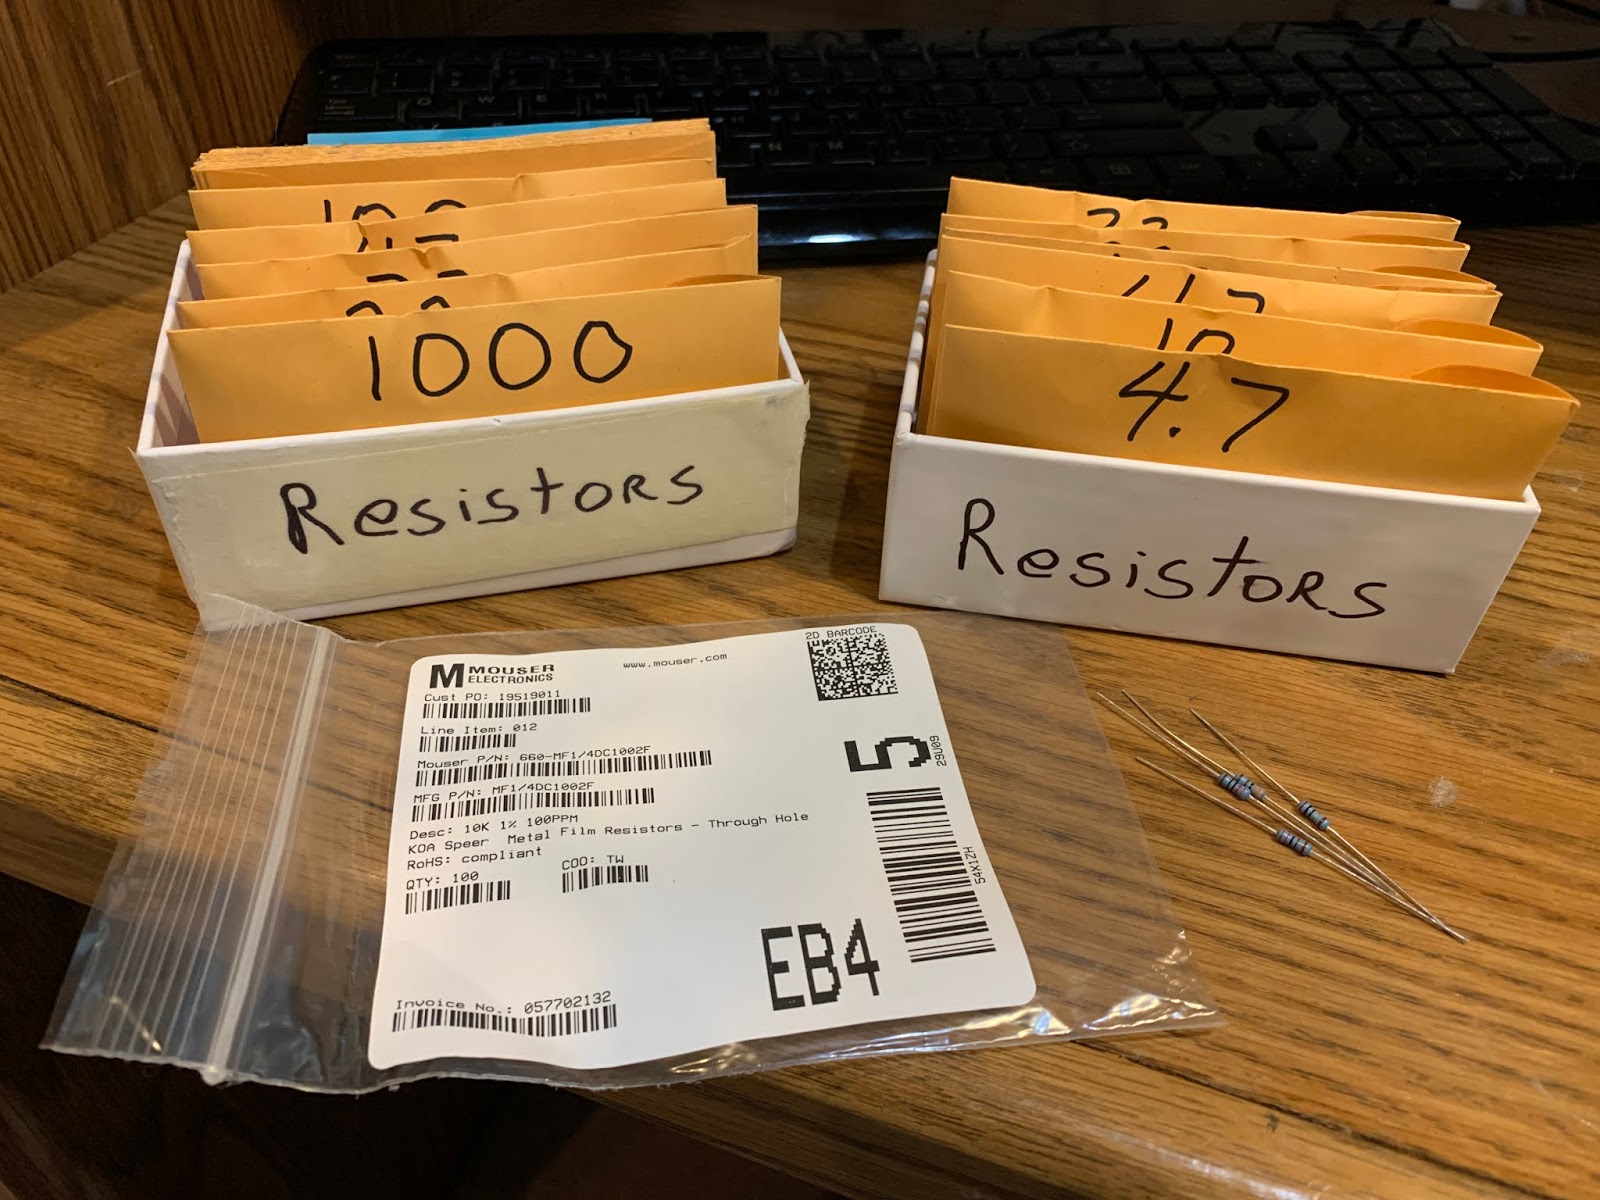 1000
Resistors
4.7
Resistors
MOUSER
ELECTRONICS
www.mouser.com
2D BARCODE
Cust PO: 19519011
Line Item: 012
Mouser P/N: 660-MF1/4DC1002F
MFG P/N: MF1/4DC1002F
Desc: 10K 1% 100PPM
KOA Speer Metal Film Resistors - Through Hole
RoHS: compliant
QTY: 100
COO: TW
5
29U09
54X1ZH
EB4
Invoice No.: 057702132